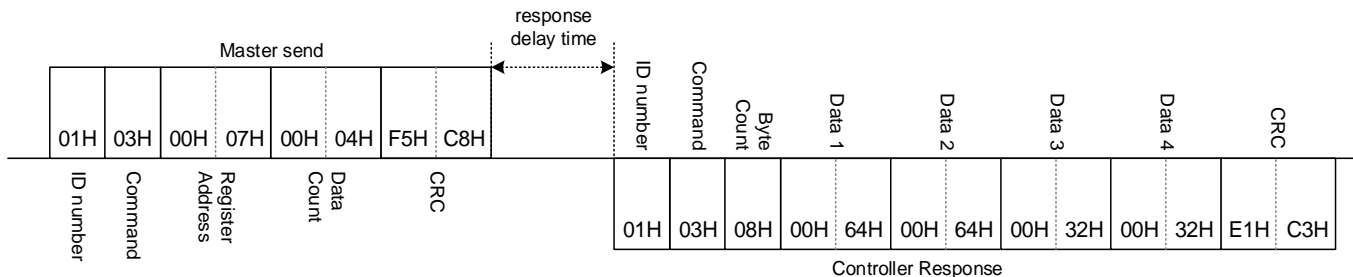 response
delay time
Master send
01H 03H 00H 07H 00H 04H F5H C8H
ID number
Command
Register
Address
Data
Count
CRC
ID number
Command
Byte
Count
Data 1
Data 2
Data 3
Data 4
CRC
01H 03H 08H 00H 64H 00H 64H 00H 32H 00H 32H E1H C3H
Controller Response